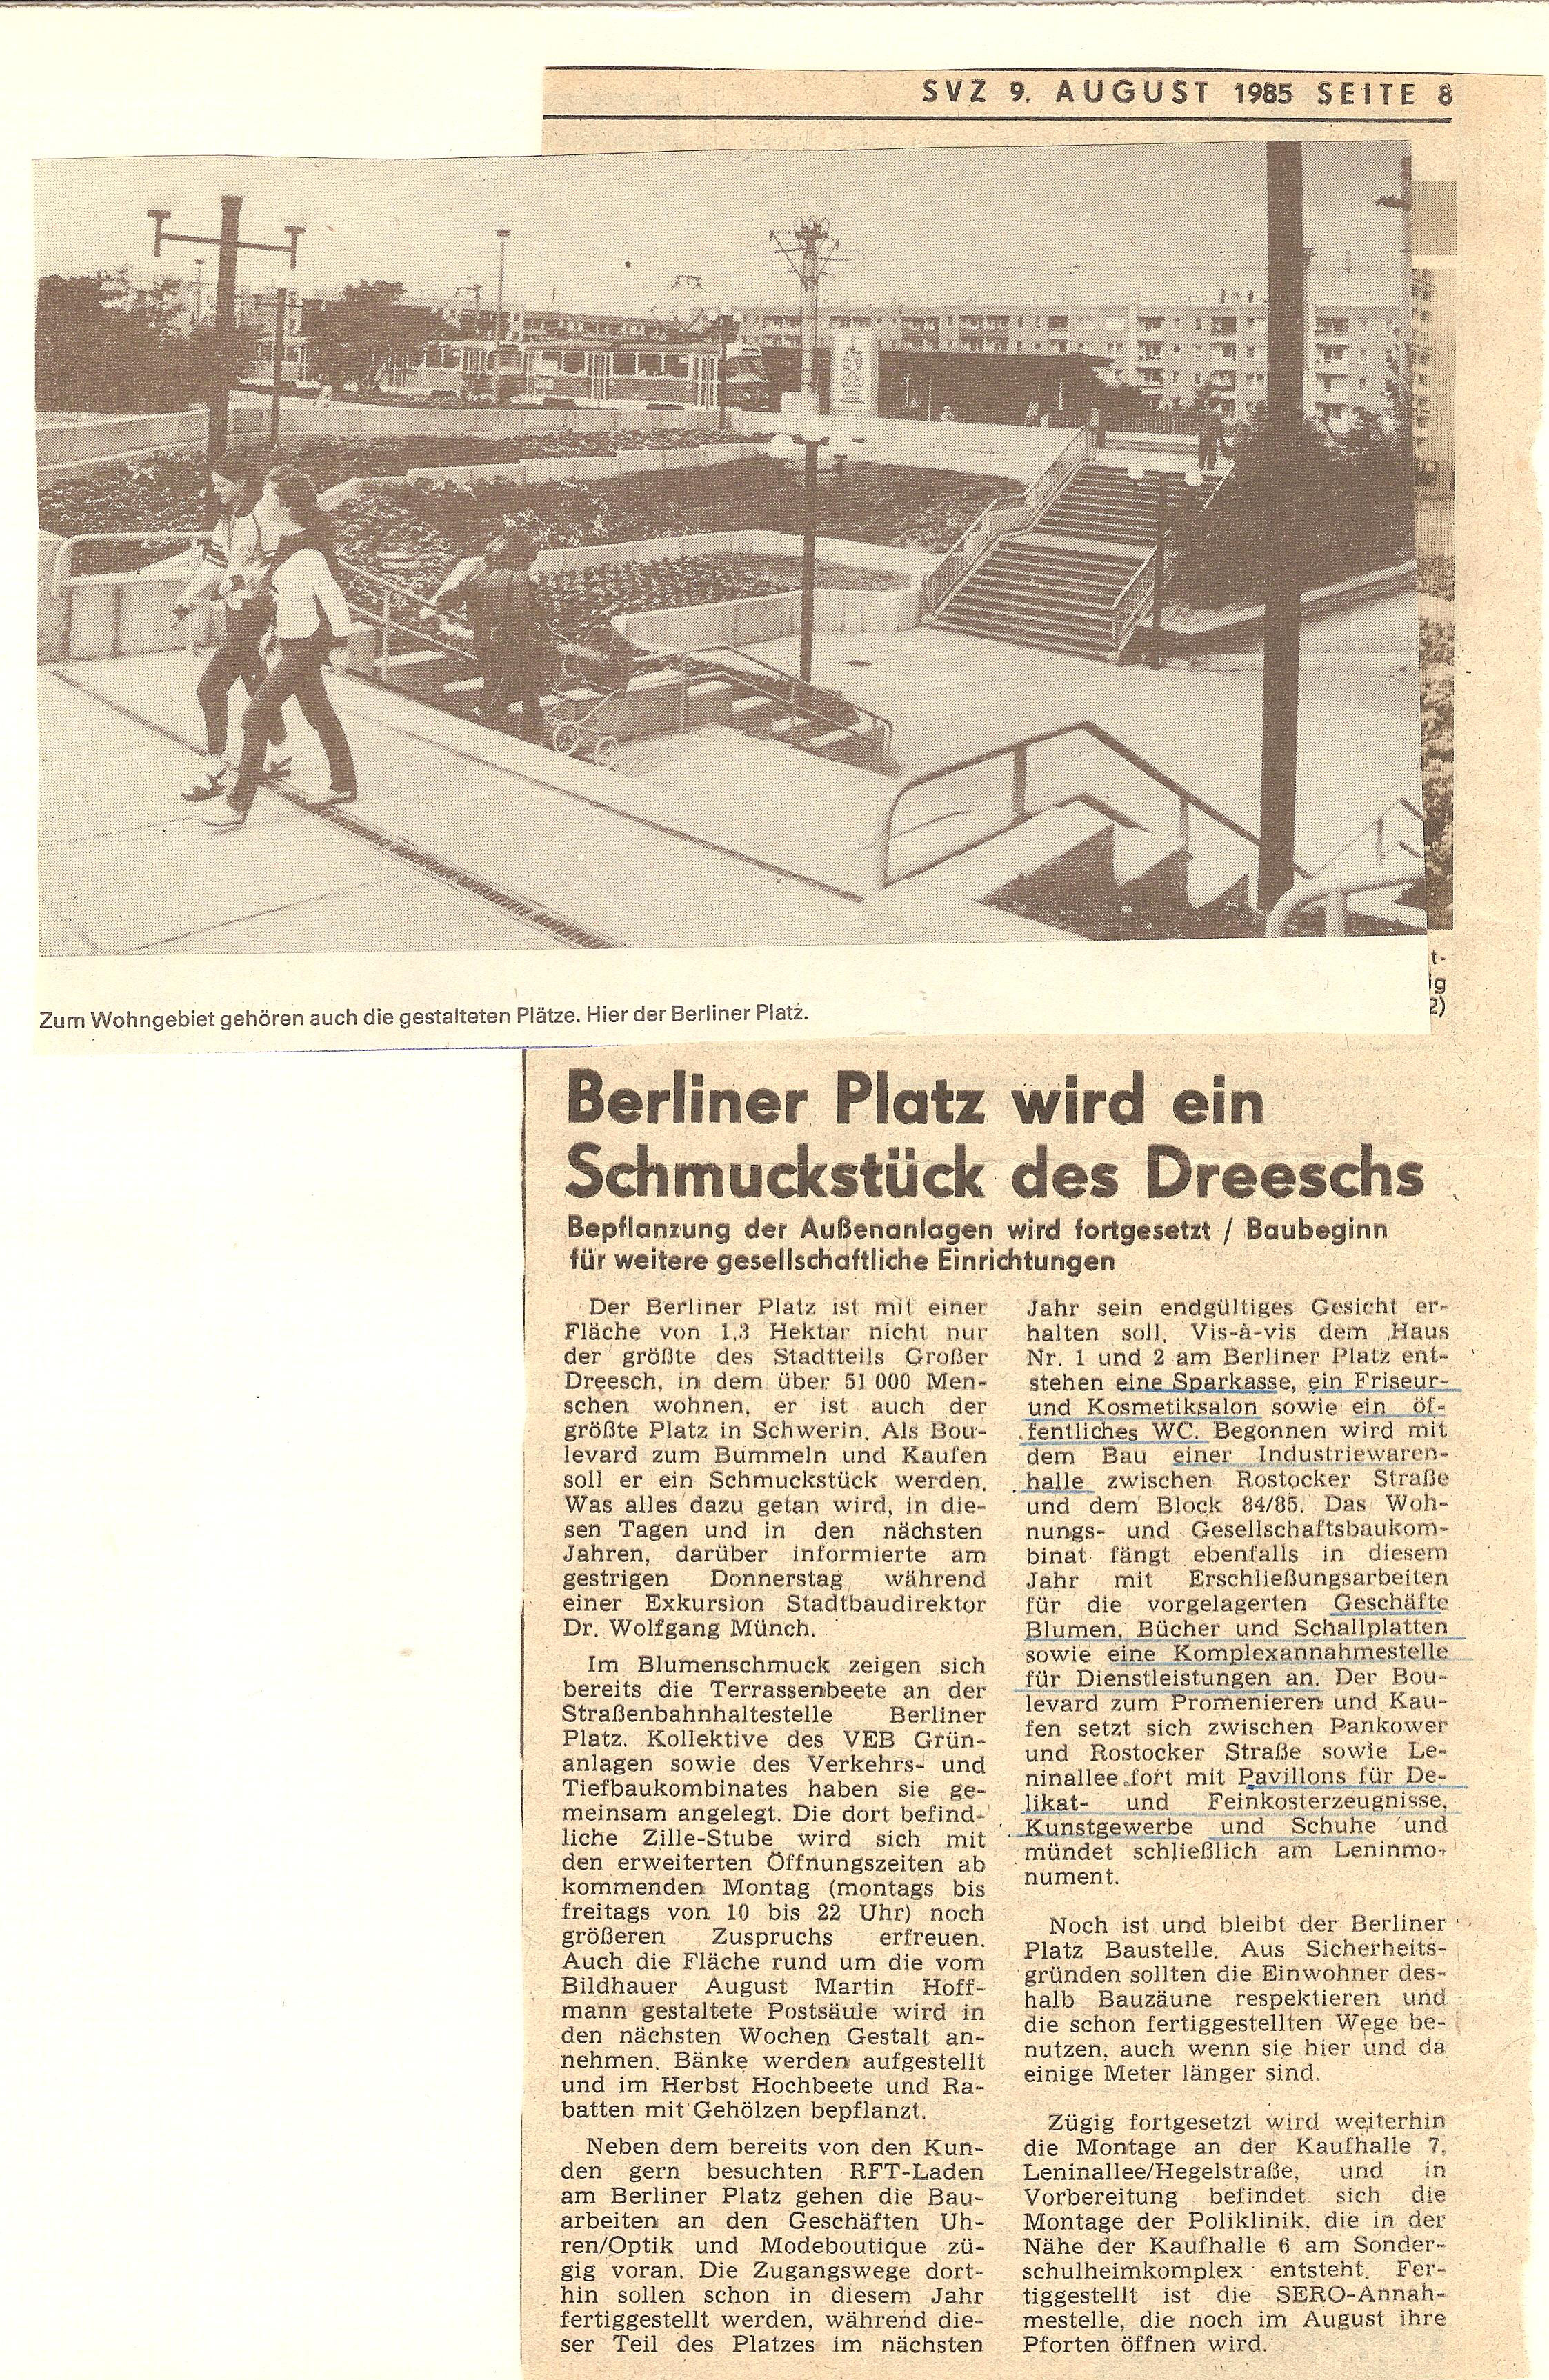 SVZ 9. AUGUST 1985 SEITE 8
t-
ig
2)
Zum Wohngebiet gehören auch die gestalteten Plätze. Hier der Berliner Platz.
Berliner Platz wird ein
Schmuckstück des Dreeschs
Bepflanzung der Außenanlagen wird fortgesetzt / Baubeginn
für weitere gesellschaftliche Einrichtungen
Der Berliner Platz ist mit einer
Fläche von 1,3 Hektar nicht nur
der größte des Stadtteils Großer
Dreesch, in dem über 51 000 Men-
schen wohnen, er ist auch der
größte Platz in Schwerin. Als Bou-
levard zum Bummeln und Kaufen
soll er ein Schmuckstück werden.
Was alles dazu getan wird, in die-
sen Tagen und in den nächsten
Jahren, darüber informierte am
gestrigen Donnerstag während
einer Exkursion Stadtbaudirektor
Dr. Wolfgang Münch.
Im Blumenschmuck zeigen sich
bereits die Terrassenbeete an der
Straßenbahnhaltestelle Berliner
Platz. Kollektive des VEB Grün-
anlagen sowie des Verkehrs- und
Tiefbaukombinates haben sie ge-
meinsam angelegt. Die dort befind-
liche Zille-Stube wird sich mit
den erweiterten Öffnungszeiten ab
kommenden Montag (montags bis
freitags von 10 bis 22 Uhr) noch
größeren Zuspruchs erfreuen.
Auch die Fläche rund um die vom
Bildhauer August Martin Hoff-
mann gestaltete Postsäule wird in
den nächsten Wochen Gestalt an-
nehmen. Bänke werden aufgestellt
und im Herbst Hochbeete und Ra-
batten mit Gehölzen bepflanzt.
Neben dem bereits von den Kun-
den gern besuchten RFT-Laden
am Berliner Platz gehen die Bau-
arbeiten an den Geschäften Uh-
ren/Optik und Modeboutique zü-
gig voran. Die Zugangswege dort-
hin sollen schon in diesem Jahr
fertiggestellt werden, während die-
ser Teil des Platzes im nächsten
Jahr sein endgültiges Gesicht er-
halten soll. Vis-à-vis dem Haus
Nr. 1 und 2 am Berliner Platz ent-
stehen eine Sparkasse, ein Friseur-
und Kosmetiksalon sowie ein öf-
fentliches WC. Begonnen wird mit
dem Bau einer Industriewaren-
halle zwischen Rostocker Straße
und dem Block 84/85. Das Woh-
nungs- und Gesellschaftsbaukom-
binat fängt ebenfalls in diesem
Jahr mit Erschließungsarbeiten
für die vorgelagerten Geschäfte
Blumen, Bücher und Schallplatten
sowie eine Komplexannahmestelle
für Dienstleistungen an. Der Bou-
levard zum Promenieren und Kau-
fen setzt sich zwischen Pankower
und Rostocker Straße sowie Le-
ninallee fort mit Pavillons für De-
likat- und Feinkosterzeugnisse,
Kunstgewerbe und Schuhe und
mündet schließlich am Leninmo-
nument.
Noch ist und bleibt der Berliner
Platz Baustelle. Aus Sicherheits-
gründen sollten die Einwohner des-
halb Bauzäune respektieren und
die schon fertiggestellten Wege be-
nutzen, auch wenn sie hier und da
einige Meter länger sind.
Zügig fortgesetzt wird weiterhin
die Montage an der Kaufhalle 7,
Leninallee/Hegelstraße, und in
Vorbereitung befindet sich die
Montage der Poliklinik, die in der
Nähe der Kaufhalle 6 am Sonder-
schulheimkomplex entsteht. Fer-
tiggestellt ist die SERO-Annah-
mestelle, die noch im August ihre
Pforten öffnen wird.